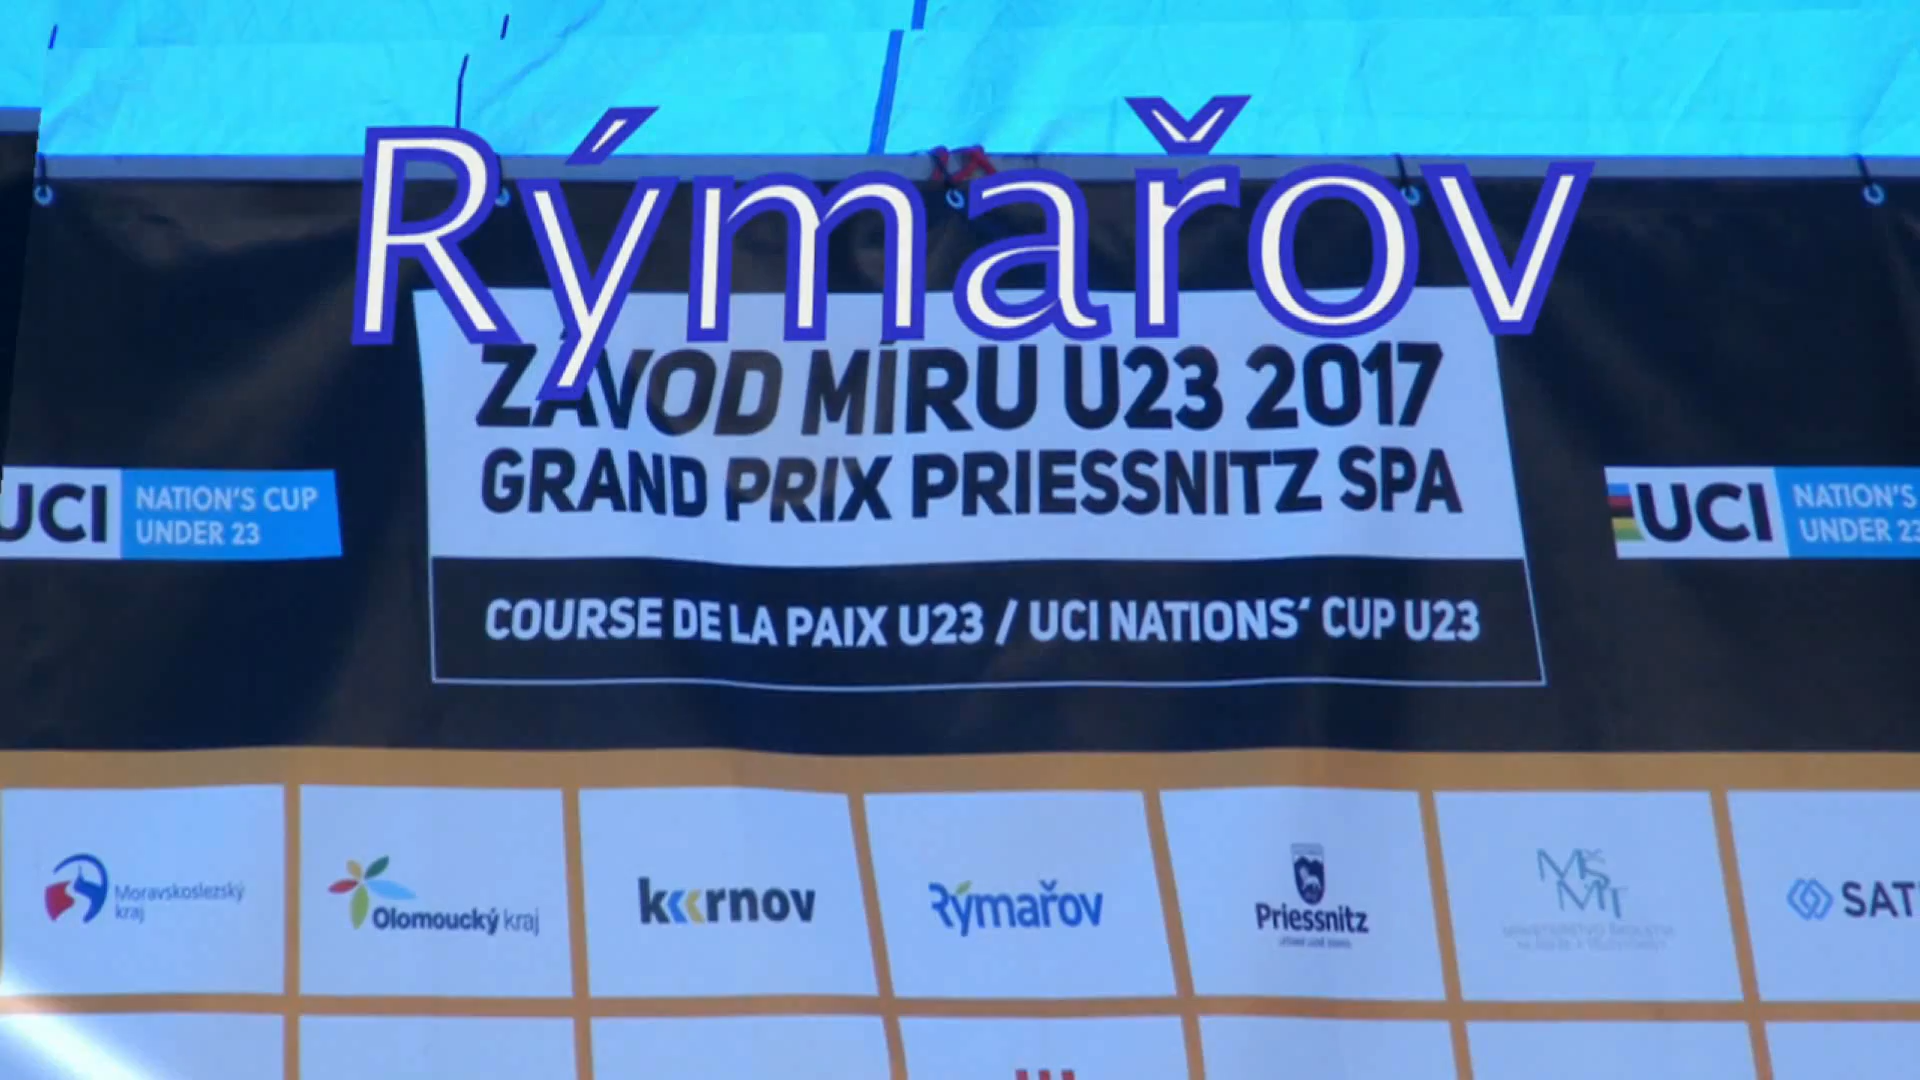 Rýmařov
ZÁVOD MÍRU U23 2017
GRAND PRIX PRIESSNITZ SPA
UCI NATION'S CUP
UNDER 23
UCI NATION'S
UNDER 23
COURSE DE LA PAIX U23 / UCI NATIONS' CUP U23
Moravskoslezský
kraj
Olomoucký kraj
krnov
Rýmařov
Priessnitz
MŠMT
SAT